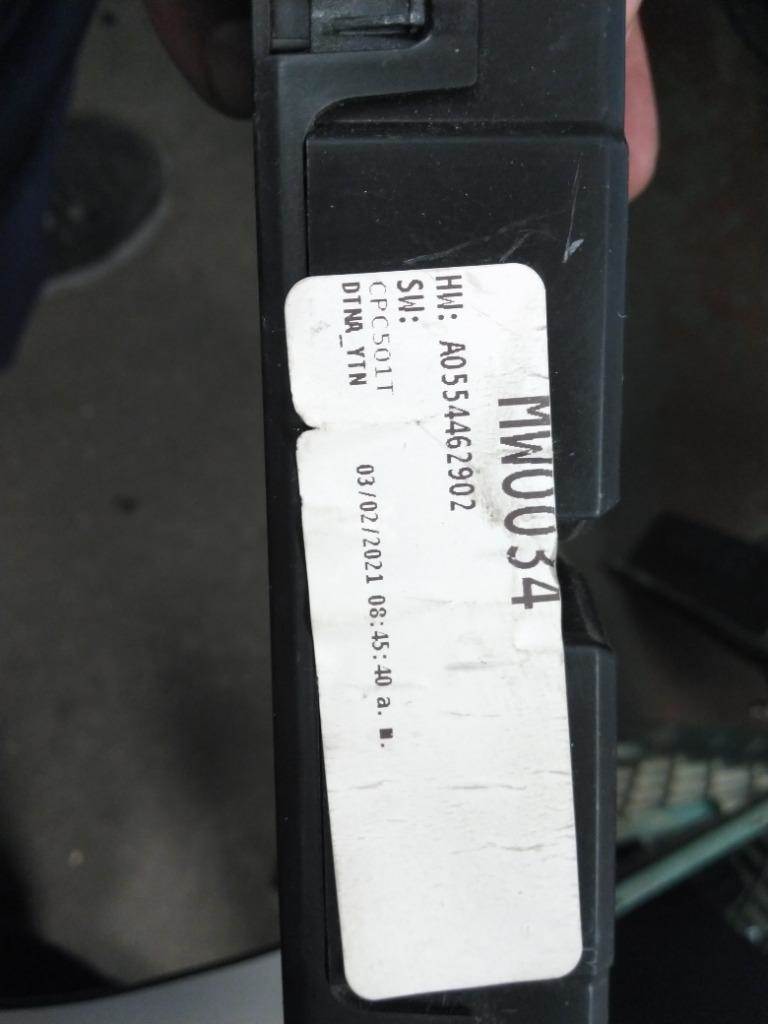 MW0034
HW: A0554462902
SW:
CPC501T
DTNA_YTN
03/02/2021 08:45:40 a. m.